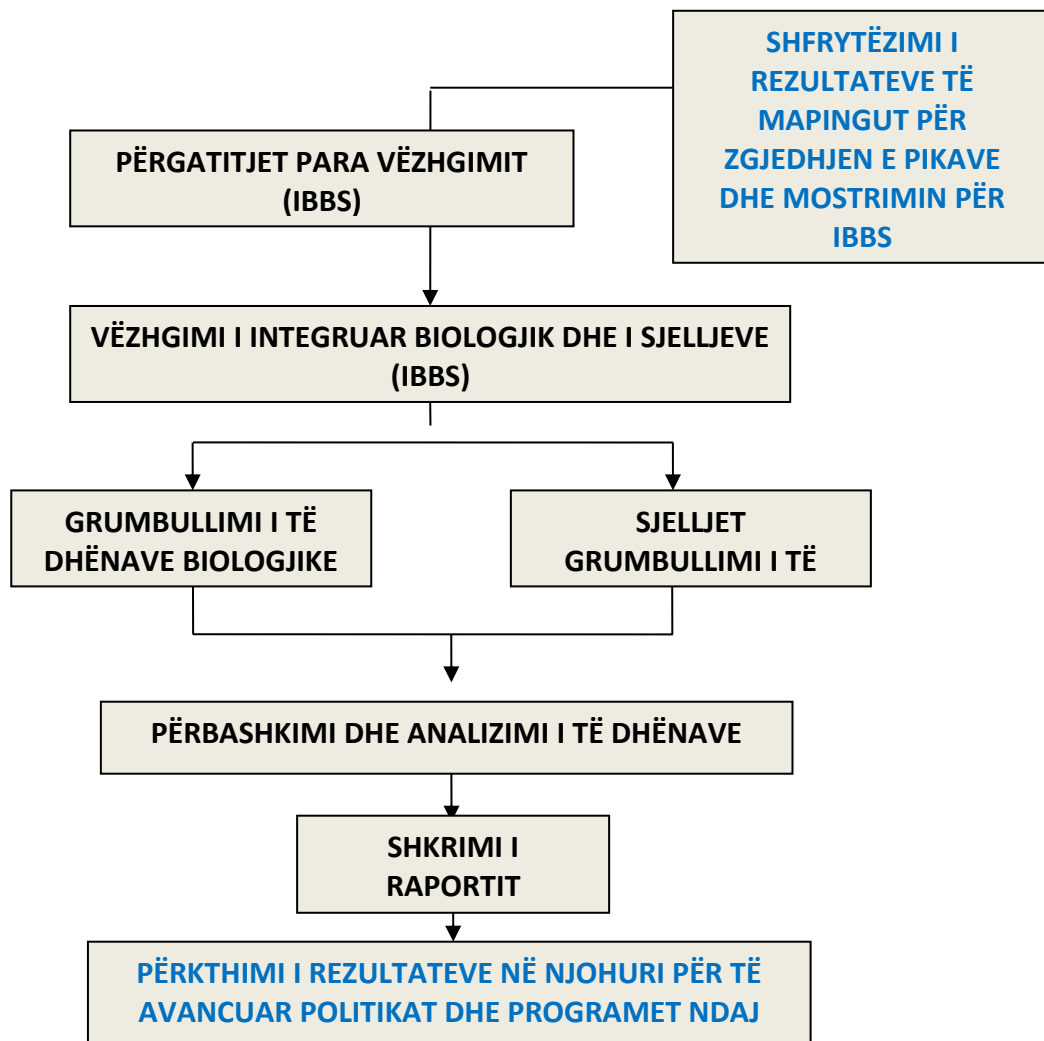 SHFRYTËZIMI I
REZULTATEVE TË
MAPINGUT PËR
ZGJEDHJEN E PIKAVE
DHE MOSTRIMIN PËR
IBBS
PËRGATITJET PARA VËZHGIMIT
(IBBS)
VËZHGIMI I INTEGRUAR BIOLOGJIK DHE I SJELLJEVE
(IBBS)
GRUMBULLIMI I TË
DHËNAVE BIOLOGJIKE
SJELLJET
GRUMBULLIMI I TË
PËRBASHKIMI DHE ANALIZIMI I TË DHËNAVE
SHKRIMI I
RAPORTIT
PËRKTHIMI I REZULTATEVE NË NJOHURI PËR TË
AVANCUAR POLITIKAT DHE PROGRAMET NDAJ